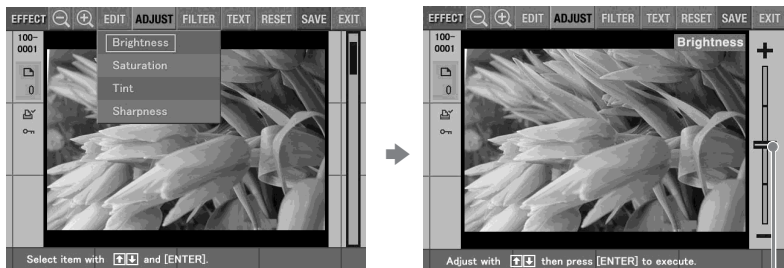 EFFECT EDIT ADJUST FILTER TEXT RESET SAVE EXIT
100-
0001
0
Brightness
Saturation
Tint
Sharpness
Select item with ↑↓ and [ENTER].
EFFECT EDIT ADJUST FILTER TEXT RESET SAVE EXIT
100-
0001
0
Brightness
Adjust with ↑↓ then press [ENTER] to execute.